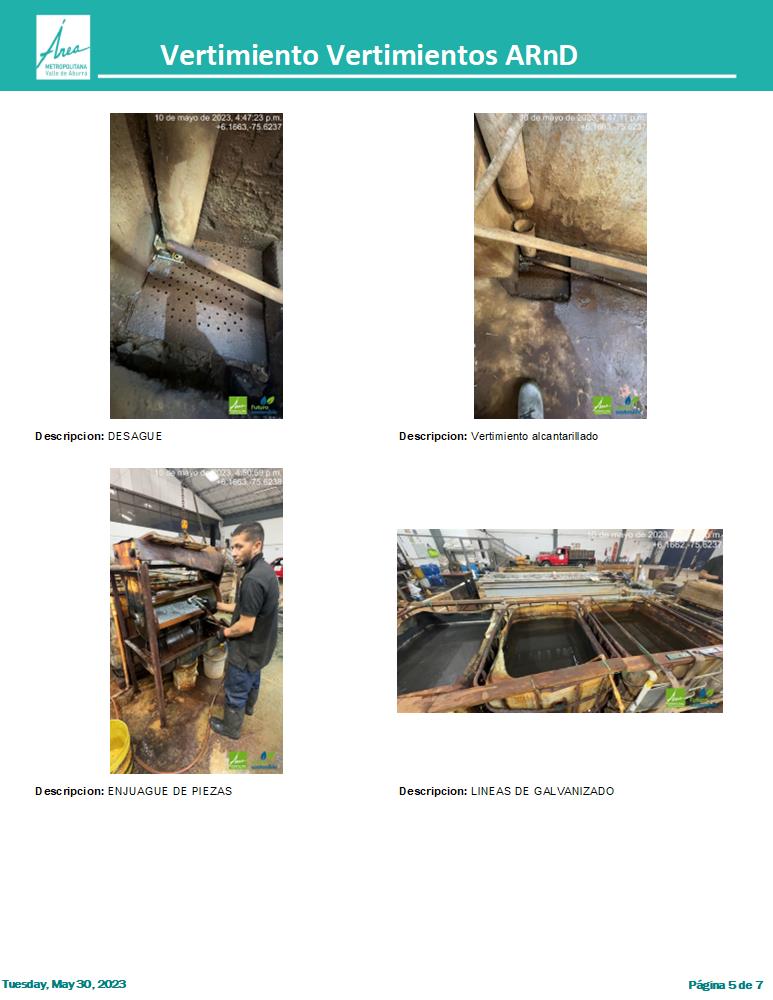 Área
METROPOLITANA
Valle de Aburrá
Vertimiento Vertimientos ARnD
10 de mayo de 2023, 4:47:23 p.m.
+6.1663,-75.6237
10 de mayo de 2023, 4:47:11 p.m.
+6.1663,-75.6237
Futuro
sostenible
Descripcion: DESAGUE
Descripcion: Vertimiento alcantarillado
10 de mayo de 2023, 4:50:59 p.m.
+6.1663,-75.6238
10 de mayo de 2023,
+6.1662,-75.6237
Descripcion: ENJUAGUE DE PIEZAS
Descripcion: LINEAS DE GALVANIZADO
Tuesday, May 30, 2023
Página 5 de 7